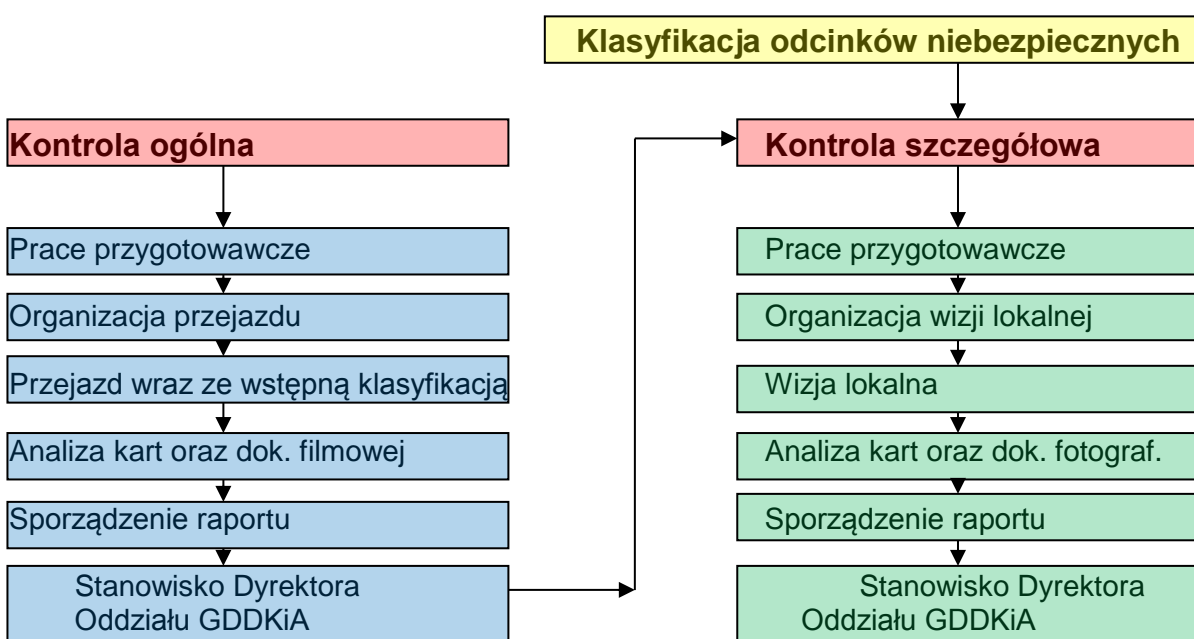 Klasyfikacja odcinków niebezpiecznych
Kontrola ogólna
Prace przygotowawcze
Organizacja przejazdu
Przejazd wraz ze wstępną klasyfikacją
Analiza kart oraz dok. filmowej
Sporządzenie raportu
Stanowisko Dyrektora
Oddziału GDDKiA
Kontrola szczegółowa
Prace przygotowawcze
Organizacja wizji lokalnej
Wizja lokalna
Analiza kart oraz dok. fotograf.
Sporządzenie raportu
Stanowisko Dyrektora
Oddziału GDDKiA